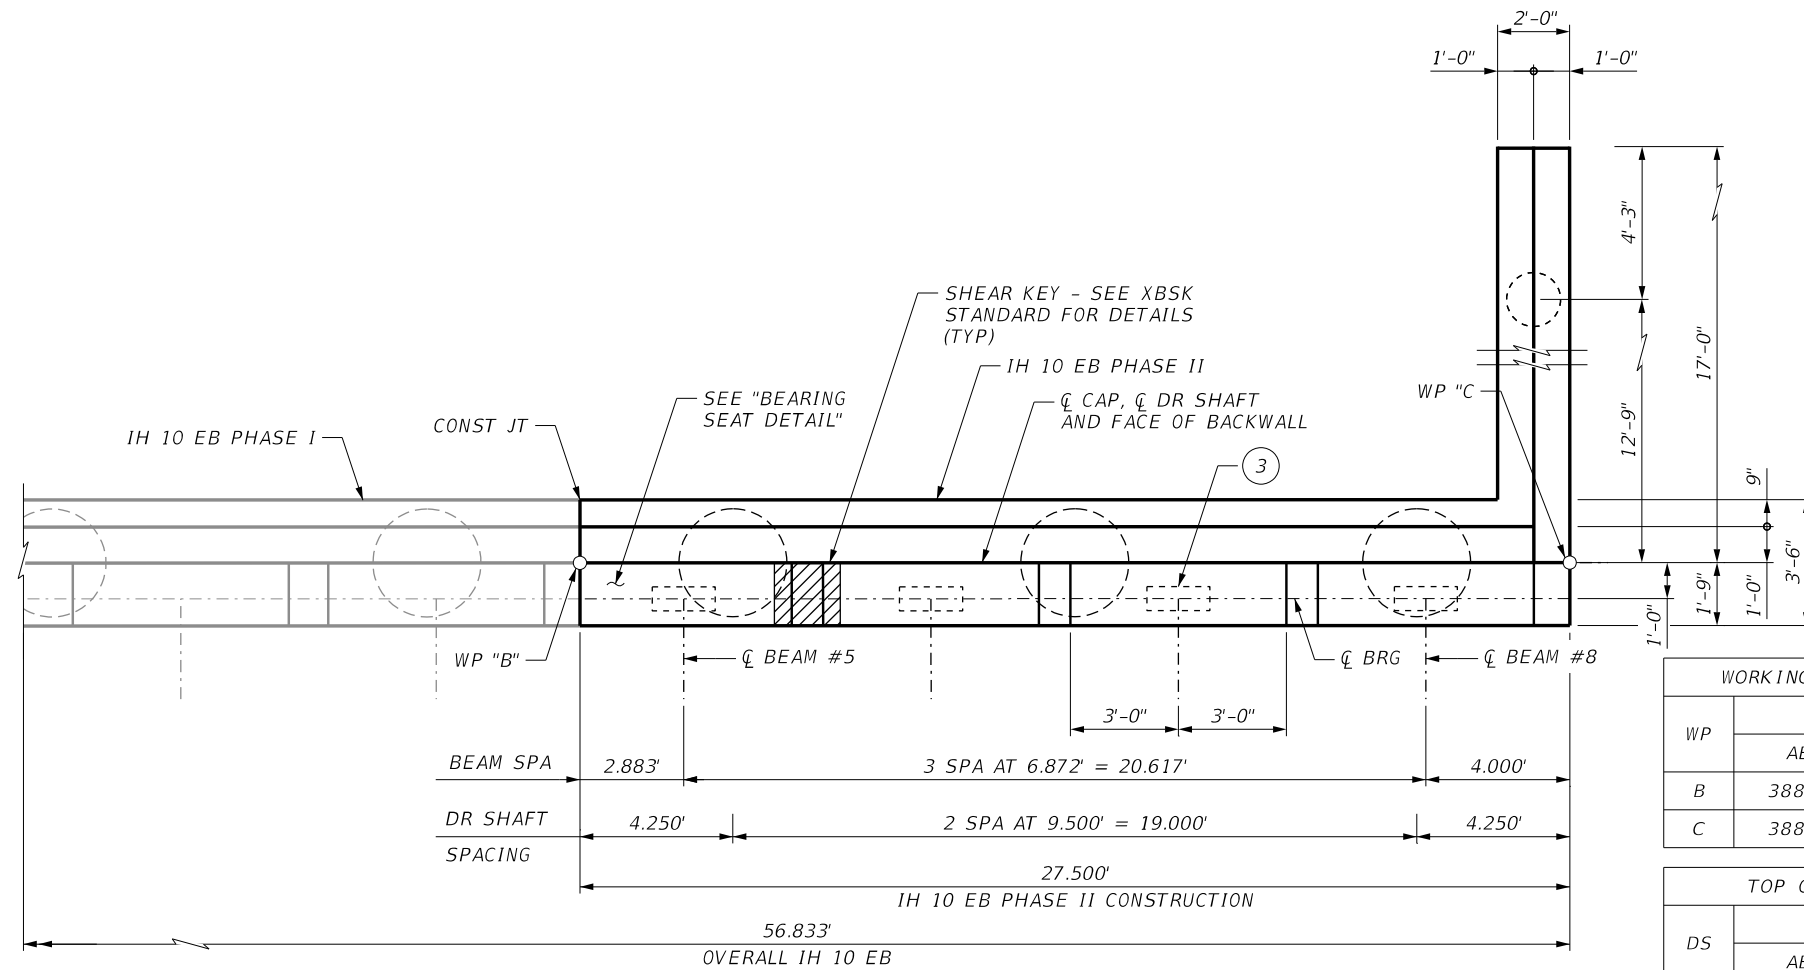 2'-0"
1'-0"
1'-0"
4'-3"
17'-0"
12'-9"
SHEAR KEY - SEE XBSK
STANDARD FOR DETAILS
(TYP)
IH 10 EB PHASE II
SEE "BEARING
SEAT DETAIL"
℄ CAP, ℄ DR SHAFT
AND FACE OF BACKWALL
WP "C
CONST JT
IH 10 EB PHASE I
3
9"
3'-6"
1'-9"
1'-0"
1'-0"
WP "B"
℄ BEAM #5
℄ BRG
℄ BEAM #8
3'-0"
3'-0"
BEAM SPA
2.883'
3 SPA AT 6.872' = 20.617'
4.000'
DR SHAFT
SPACING
4.250'
2 SPA AT 9.500' = 19.000'
4.250'
27.500'
IH 10 EB PHASE II CONSTRUCTION
56.833'
OVERALL IH 10 EB
WP
B
388
C
388
TOP
DS